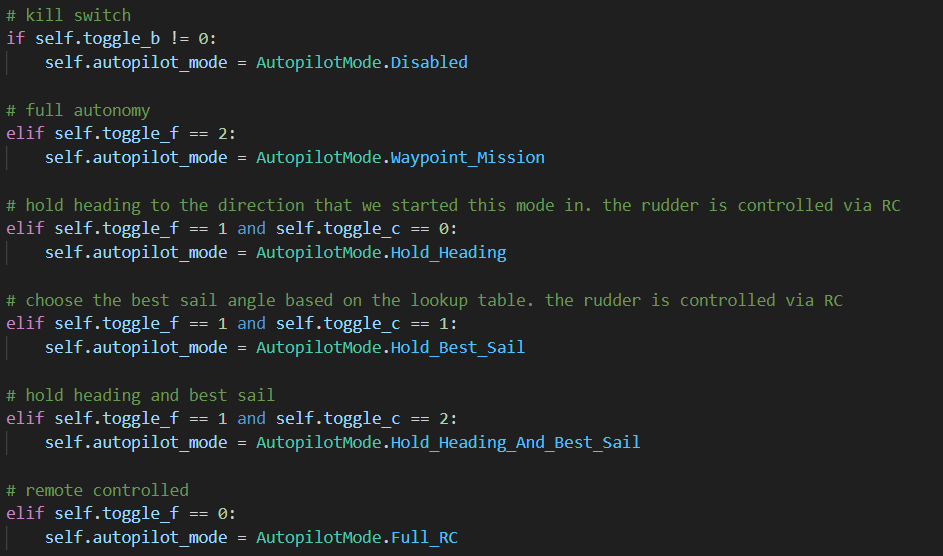 # kill switch
if self.toggle_b != 0:
self.autopilot_mode = AutopilotMode.Disabled
# full autonomy
elif self.toggle_f == 2:
self.autopilot_mode = AutopilotMode.Waypoint_Mission
# hold heading to the direction that we started this mode in. the rudder is controlled via RC
elif self.toggle_f == 1 and self.toggle_c == 0:
self.autopilot_mode = AutopilotMode.Hold_Heading
# choose the best sail angle based on the lookup table. the rudder is controlled via RC
elif self.toggle_f == 1 and self.toggle_c == 1:
self.autopilot_mode = AutopilotMode.Hold_Best_Sail
# hold heading and best sail
elif self.toggle_f == 1 and self.toggle_c == 2:
self.autopilot_mode = AutopilotMode.Hold_Heading_And_Best_Sail
# remote controlled
elif self.toggle_f == 0:
self.autopilot_mode = AutopilotMode.Full_RC